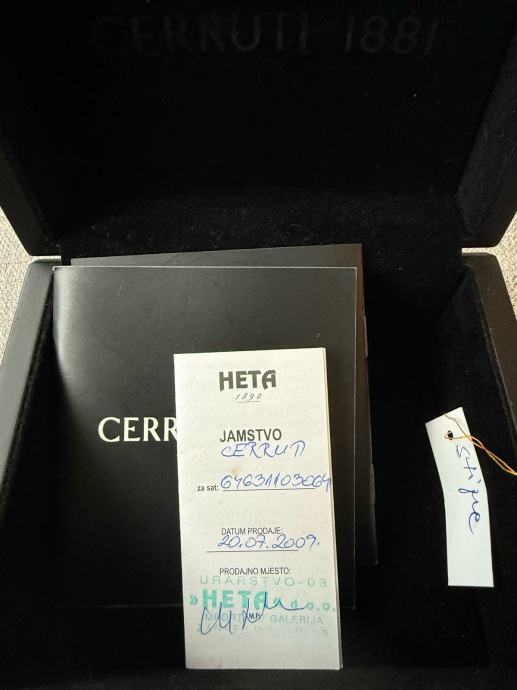 CERRUTI 1881
CERR
HETA
1892
JAMSTVO
CERRUTI
za sat: 64631103064
DATUM PRODAJE:
20.07.2009.
PRODAJNO MJESTO:
URARSTVO-03
»HETA« d.o.o.
GALERIJA